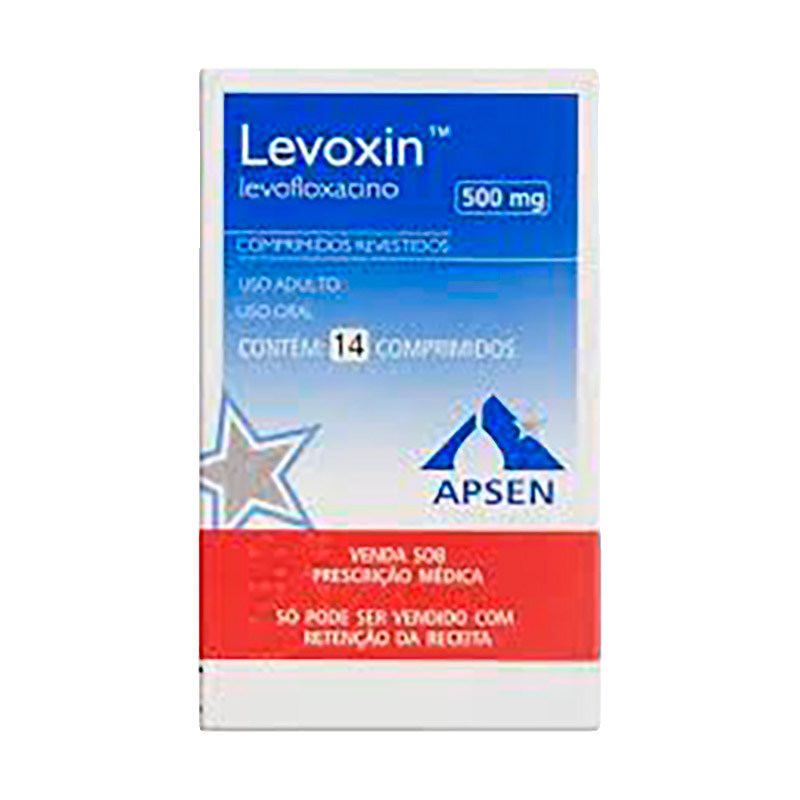 Levoxin™
levofloxacino
500 mg
COMPRIMIDOS REVESTIDOS
USO ADULTO
USO ORAL
CONTÉM: 14 COMPRIMIDOS
APSEN
VENDA SOB
PRESCRIÇÃO MÉDICA
SÓ PODE SER VENDIDO COM
RETENÇÃO DA RECEITA